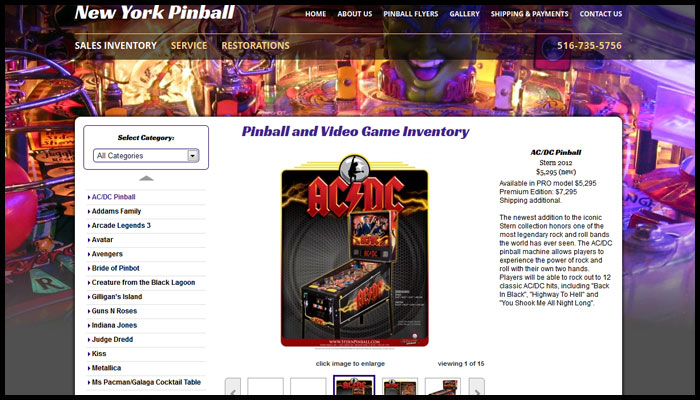 New York Pinball
HOME ABOUT US PINBALL FLYERS GALLERY SHIPPING & PAYMENTS CONTACT US
SALES INVENTORY SERVICE RESTORATIONS 516-735-5756
Select Category:
All Categories
AC/DC Pinball
Addams Family
Arcade Legends 3
Avatar
Avengers
Bride of Pinbot
Creature from the Black Lagoon
Gilligan's Island
Guns N Roses
Indiana Jones
Judge Dredd
Kiss
Metallica
Ms Pacman/Galaga Cocktail Table
Pinball and Video Game Inventory
AC/DC
AC/DC
WWW.STERNPINBALL.COM
click image to enlarge viewing 1 of 15
AC/DC Pinball
Stern 2012
$5,295 (new)
Available in PRO model $5,295
Premium Edition: $7,295
Shipping additional.
The newest addition to the iconic
Stern collection honors one of the
most legendary rock and roll bands
the world has ever seen. The AC/DC
pinball machine allows players to
experience the power of rock and
roll with their own two hands.
Players will be able to rock out to 12
classic AC/DC hits, including "Back
In Black", "Highway To Hell" and
"You Shook Me All Night Long".